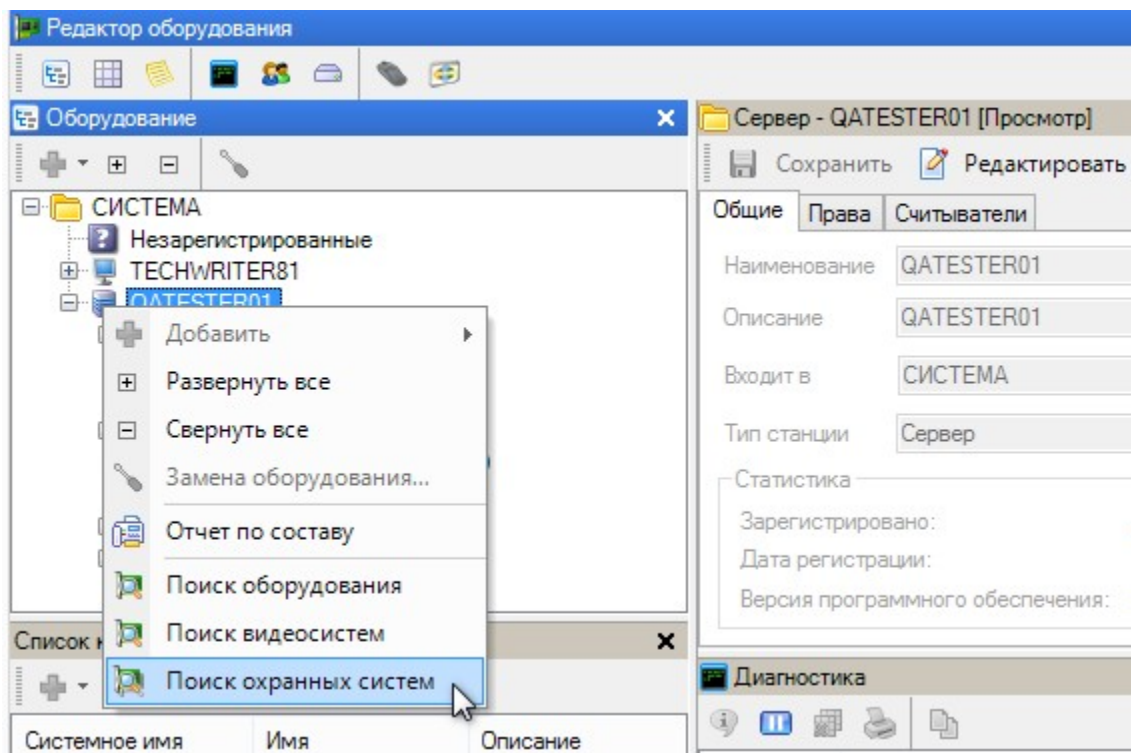 Редактор оборудования
Оборудование
СИСТЕМА
Незарегистрированные
TECHWRITER81
QATESTER01
Добавить
Развернуть все
Свернуть все
Замена оборудования...
Отчет по составу
Поиск оборудования
Поиск видеосистем
Поиск охранных систем
Список
Системное имя Имя Описание
Сервер - QATESTER01 [Просмотр]
Сохранить Редактировать
Общие Права Считыватели
Наименование QATESTER01
Описание QATESTER01
Входит в СИСТЕМА
Тип станции Сервер
Статистика
Зарегистрировано:
Дата регистрации:
Версия программного обеспечения:
Диагностика